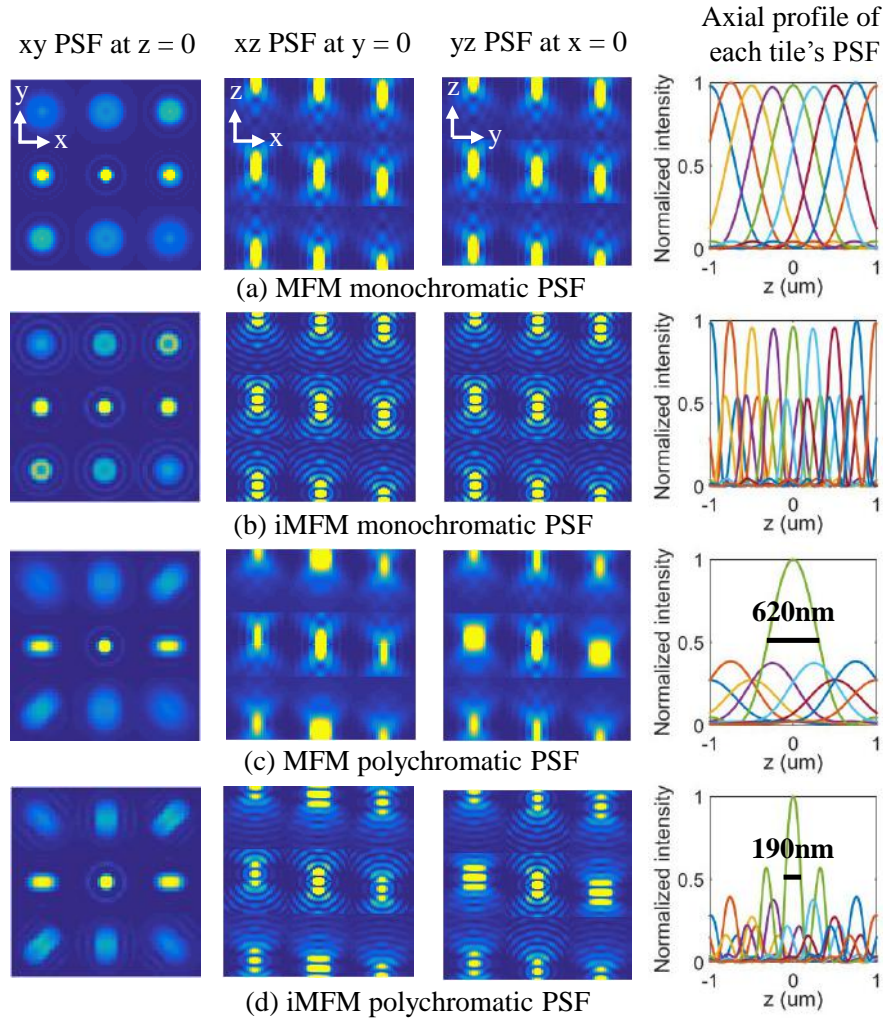 xy PSF at z = 0
xz PSF at y = 0
yz PSF at x = 0
Axial profile of
each tile's PSF
y
x
z
x
z
y
Normalized intensity
1
0.5
0
-1
0
1
z (um)
(a) MFM monochromatic PSF
Normalized intensity
1
0.5
0
-1
0
1
z (um)
(b) iMFM monochromatic PSF
Normalized intensity
1
0.5
0
620nm
-1
0
1
z (um)
(c) MFM polychromatic PSF
Normalized intensity
1
0.5
0
190nm
-1
0
1
z (um)
(d) iMFM polychromatic PSF